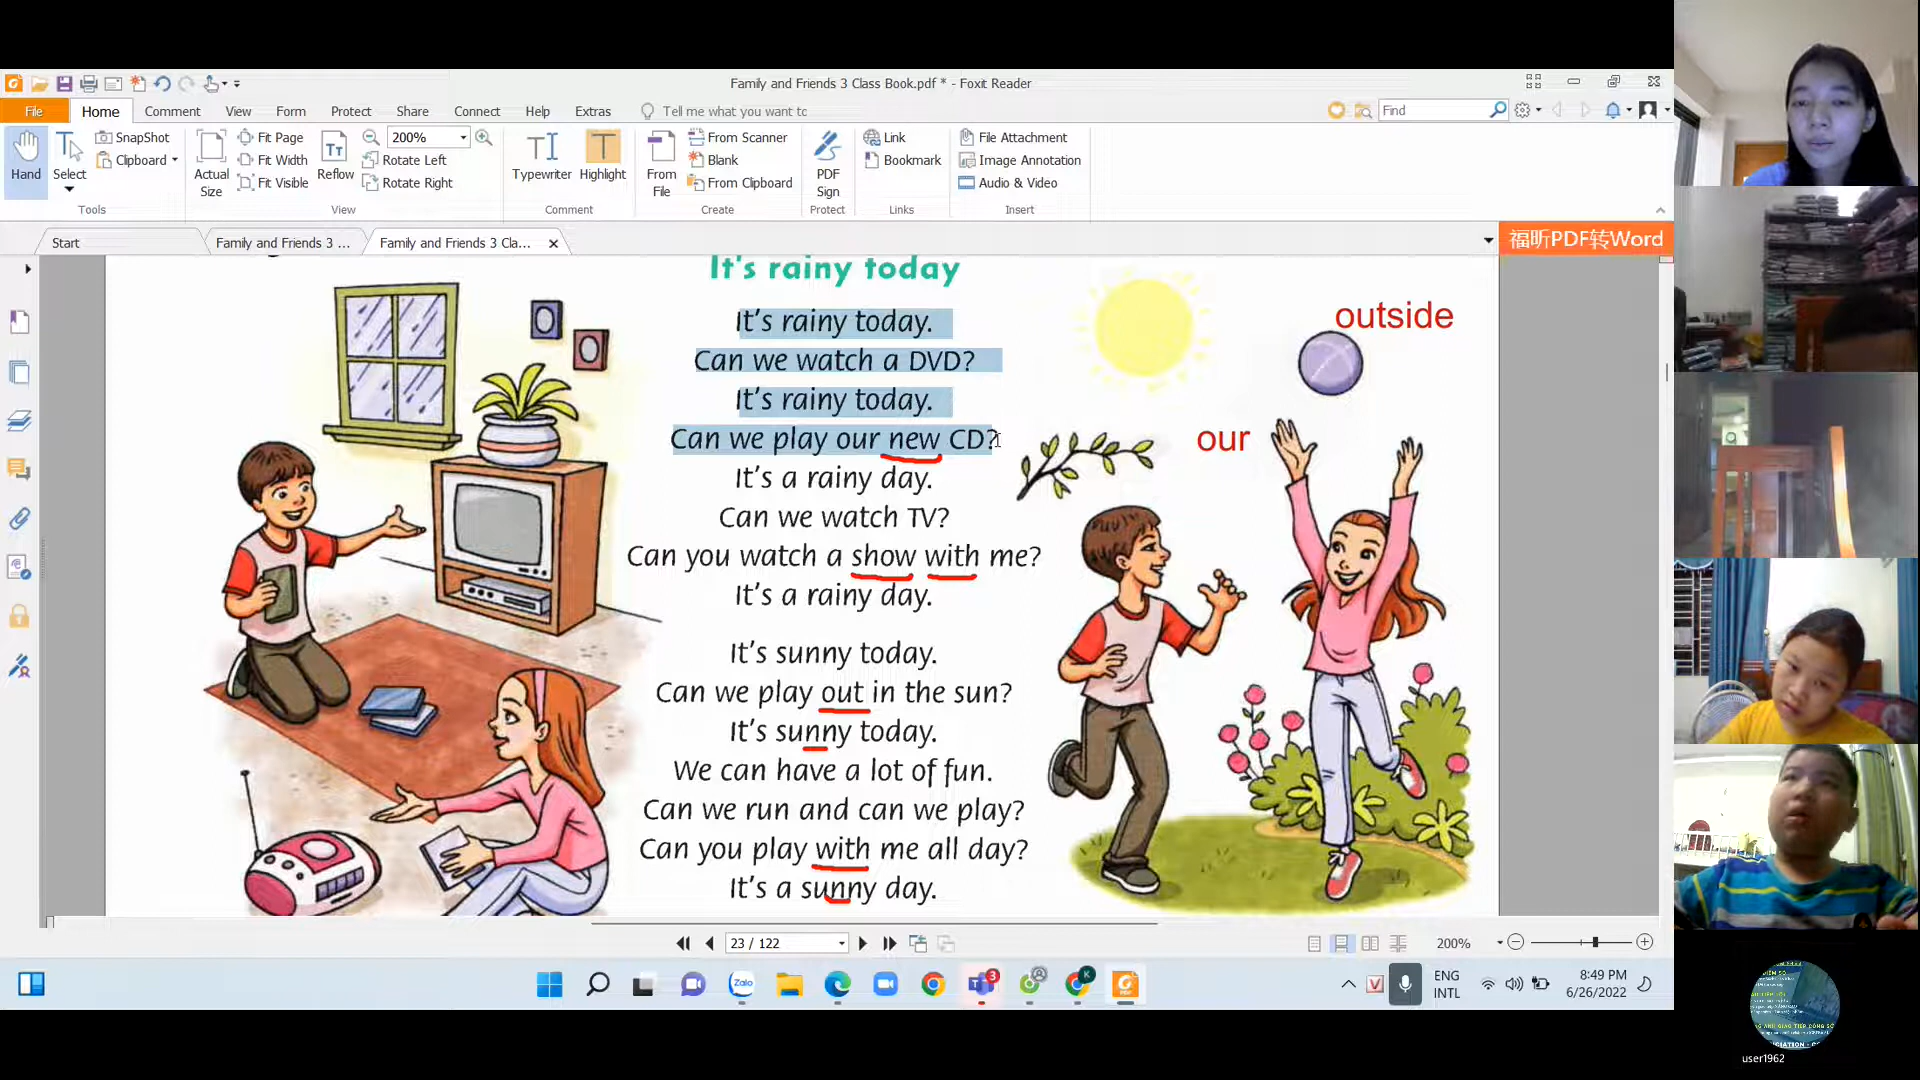 Family and Friends 3 Class Book.pdf * - Foxit Reader
File Home Comment View Form Protect Share Connect Help Extras Tell me what you want tc
Find
Hand
Select
SnapShot
Clipboard
Tools
Actual Size
Fit Page
Fit Width
Fit Visible
Reflow
200%
Rotate Left
Rotate Right
View
Typewriter
Highlight
Comment
From File
From Scanner
Blank
From Clipboard
Create
PDF Sign
Protect
Link
Bookmark
Links
File Attachment
Image Annotation
Audio & Video
Insert
Start
Family and Friends 3 ...
Family and Friends 3 Cla...
福昕PDF转Word
It's rainy today
It's rainy today.
Can we watch a DVD?
It's rainy today.
Can we play our new CD?
It's a rainy day.
Can we watch TV?
Can you watch a show with me?
It's a rainy day.
It's sunny today.
Can we play out in the sun?
It's sunny today.
We can have a lot of fun.
Can we run and can we play?
Can you play with me all day?
It's a sunny day.
outside
our
23 / 122
200%
Zalo
3
K
V
ENG
INTL
8:49 PM
6/26/2022
user1962